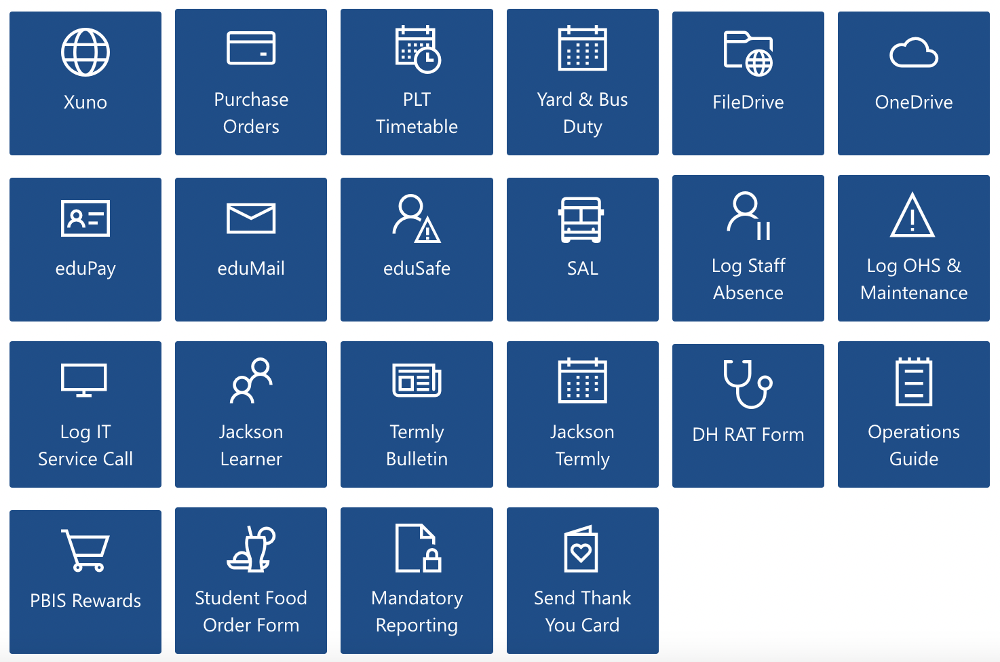 Xuno
Purchase
Orders
PLT
Timetable
Yard & Bus
Duty
FileDrive
OneDrive
eduPay
eduMail
eduSafe
SAL
Log Staff
Absence
Log OHS &
Maintenance
Log IT
Service Call
Jackson
Learner
Termly
Bulletin
Jackson
Termly
DH RAT Form
Operations
Guide
PBIS Rewards
Student Food
Order Form
Mandatory
Reporting
Send Thank
You Card